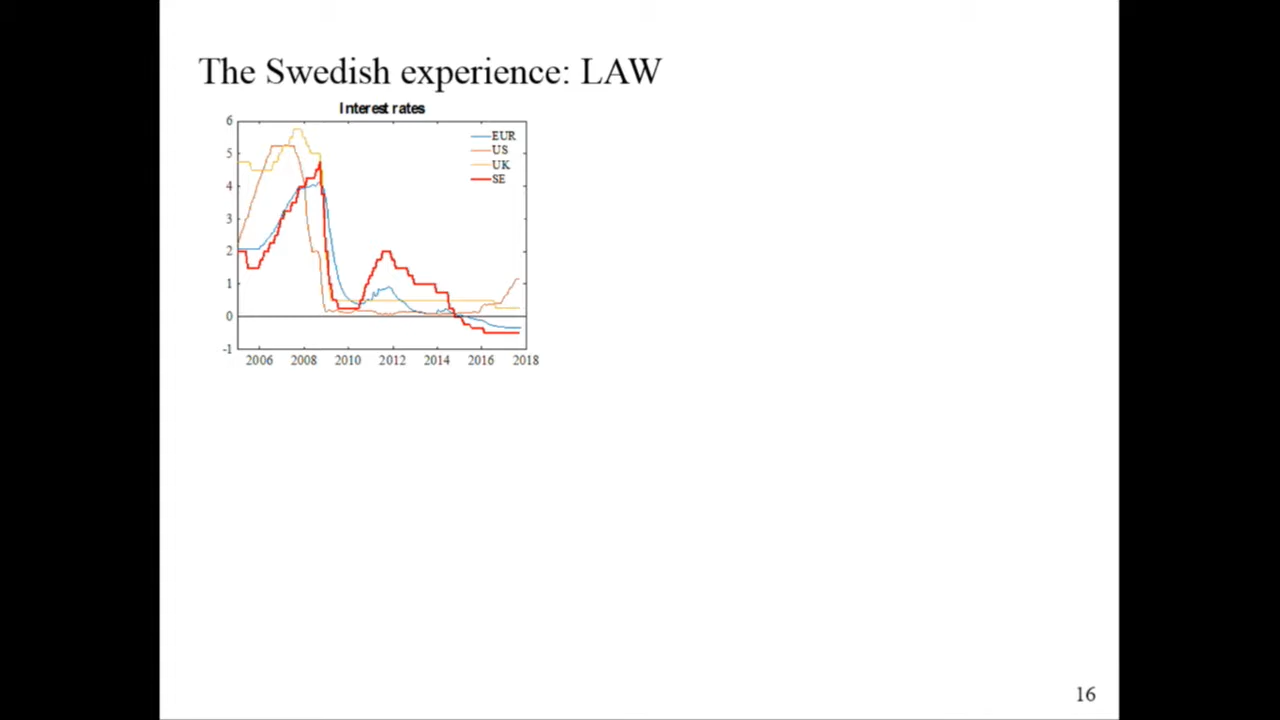 The Swedish experience: LAW
Interest rates
6
5
4
3
2
1
0
-1
EUR
US
UK
SE
2006 2008 2010 2012 2014 2016 2018
16